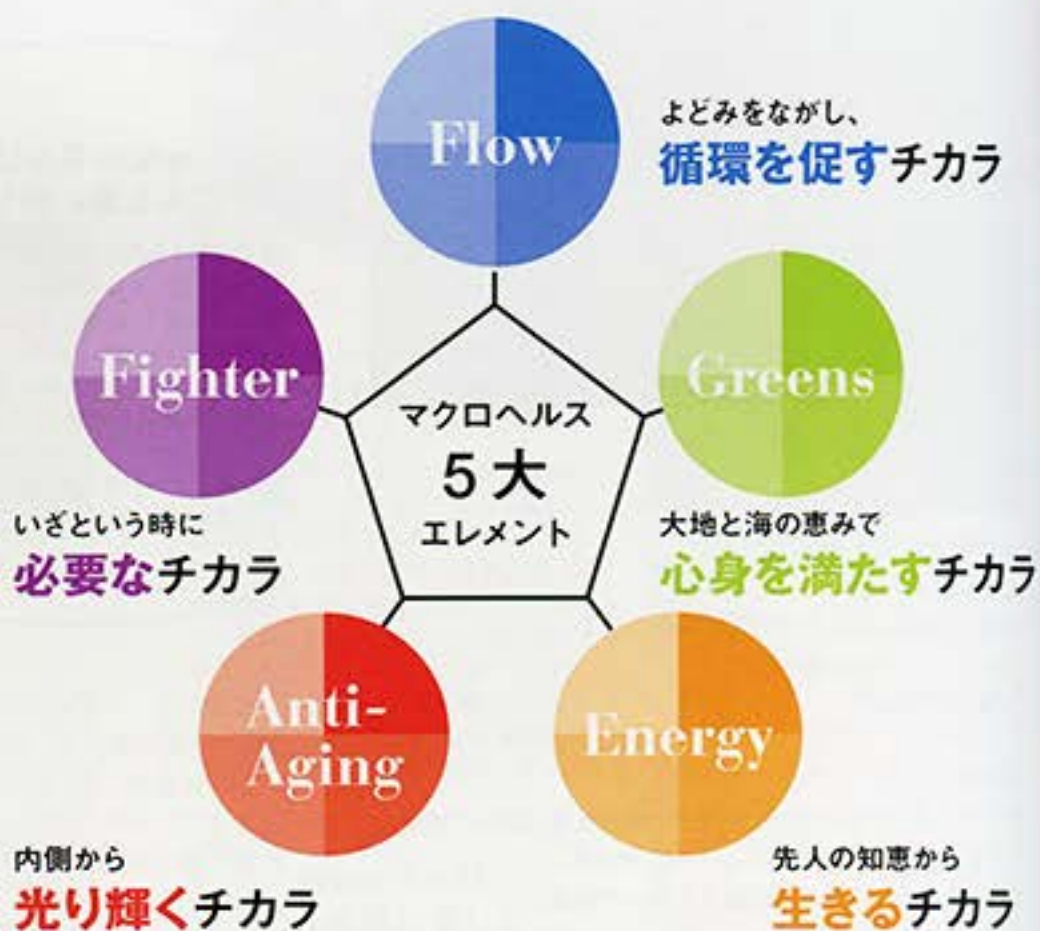 Flow
よどみをながし、
循環を促すチカラ
Fighter
いざという時に
必要なチカラ
マクロヘルス
5大
エレメント
Greens
大地と海の恵みで
心身を満たすチカラ
Anti-
Aging
内側から
光り輝くチカラ
Energy
先人の知恵から
生きるチカラ